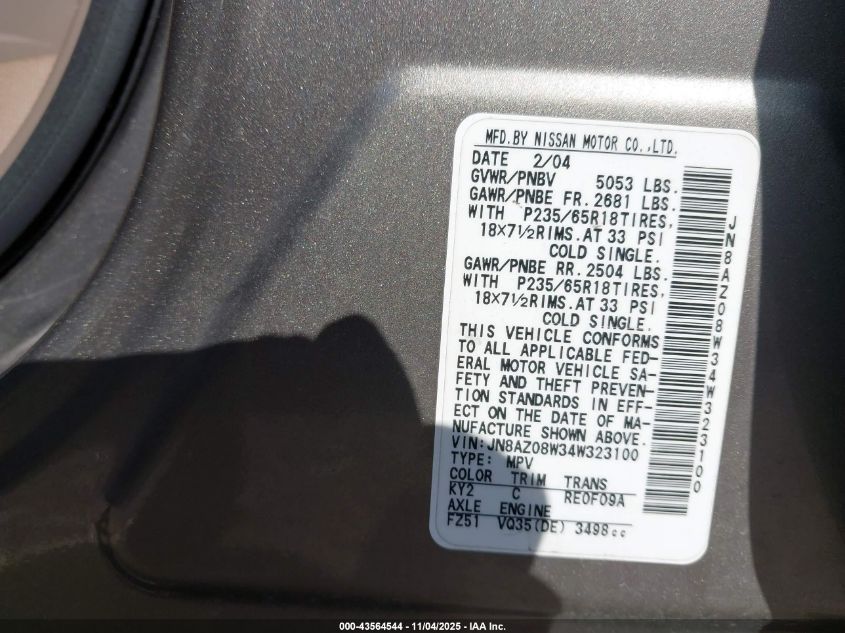 MFD.BY NISSAN MOTOR CO.,LTD.
DATE 2/04
GVWR/PNBV 5053 LBS.
GAWR/PNBE FR. 2681 LBS.
WITH P235/65R18TIRES,
18×7½RIMS.AT 33 PSI
COLD SINGLE.
GAWR/PNBE RR. 2504 LBS.
WITH P235/65R18TIRES,
18×7½RIMS.AT 33 PSI
COLD SINGLE.
THIS VEHICLE CONFORMS
TO ALL APPLICABLE FED-
ERAL MOTOR VEHICLE SA-
FETY AND THEFT PREVEN-
TION STANDARDS IN EFF-
ECT ON THE DATE OF MA-
NUFACTURE SHOWN ABOVE.
VIN:JN8AZ08W34W323100
TYPE: MPV
COLOR TRIM TRANS
KY2 C RE0F09A
AXLE ENGINE
FZ51 VQ35(DE) 3498cc
JN8AZ08W34W323100
000-43564544 - 11/04/2025 - IAA Inc.